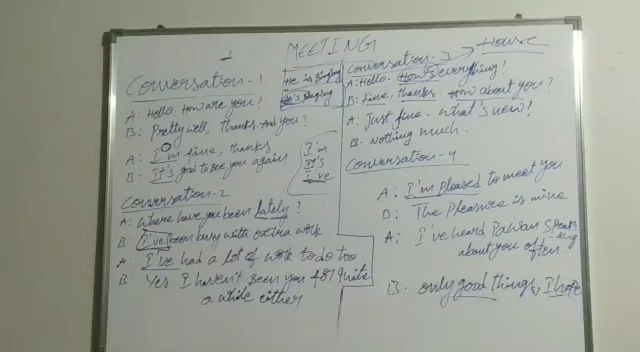 MEETING
Conversation-1
A: Hello. How are you?
B: Pretty well, Thanks. And you?
A: I'm fine, thanks
B: It's good to see you again
Conversation-2
A: Where have you been lately?
B: I've been busy with extra work
A: I've had a lot of work to do too
B: Yes I haven't seen you for quite
a while either
He is singing
He's singing
I'm
It's
I've
Conversation-3
A: Hello. How's everything?
B: Fine, thanks. How about you?
A: Just fine. What's new?
B. Nothing much.
Conversation-4
A: I'm pleased to meet you
B: The pleasure is mine
A: I've heard Pawan speaking
about you often.
B. only good things, I hope